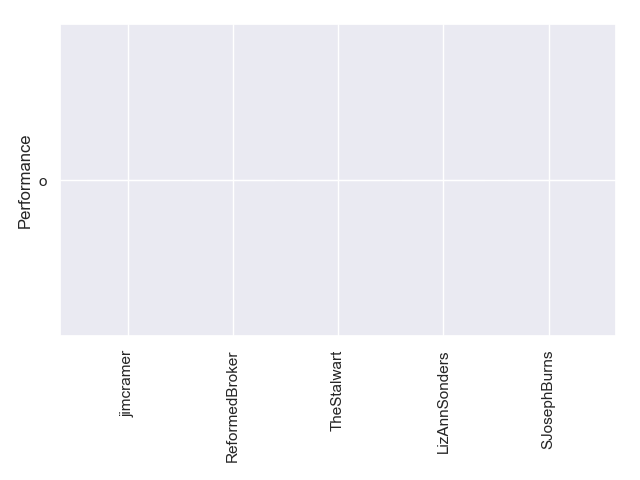 Performance
o
jimcramer
ReformedBroker
TheStalwart
LizAnnSonders
SJosephBurns